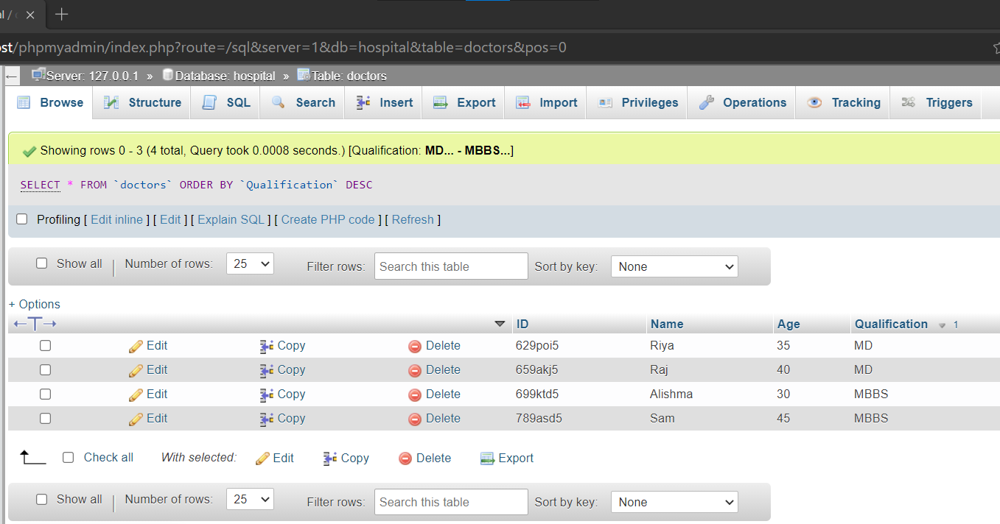 al /
st/phpmyadmin/index.php?route=/sql&server=1&db=hospital&table=doctors&pos=0
Server: 127.0.0.1 » Database: hospital » Table: doctors
Browse Structure SQL Search Insert Export Import Privileges Operations Tracking Triggers
Showing rows 0 - 3 (4 total, Query took 0.0008 seconds.) [Qualification: MD... - MBBS...]
SELECT * FROM `doctors` ORDER BY `Qualification` DESC
Profiling [ Edit inline ] [ Edit ] [ Explain SQL ] [ Create PHP code ] [ Refresh ]
Show all | Number of rows: 25 Filter rows: Search this table Sort by key: None
+ Options
←T→ ID Name Age Qualification 1
Edit Copy Delete 629poi5 Riya 35 MD
Edit Copy Delete 659akj5 Raj 40 MD
Edit Copy Delete 699ktd5 Alishma 30 MBBS
Edit Copy Delete 789asd5 Sam 45 MBBS
Check all With selected: Edit Copy Delete Export
Show all | Number of rows: 25 Filter rows: Search this table Sort by key: None